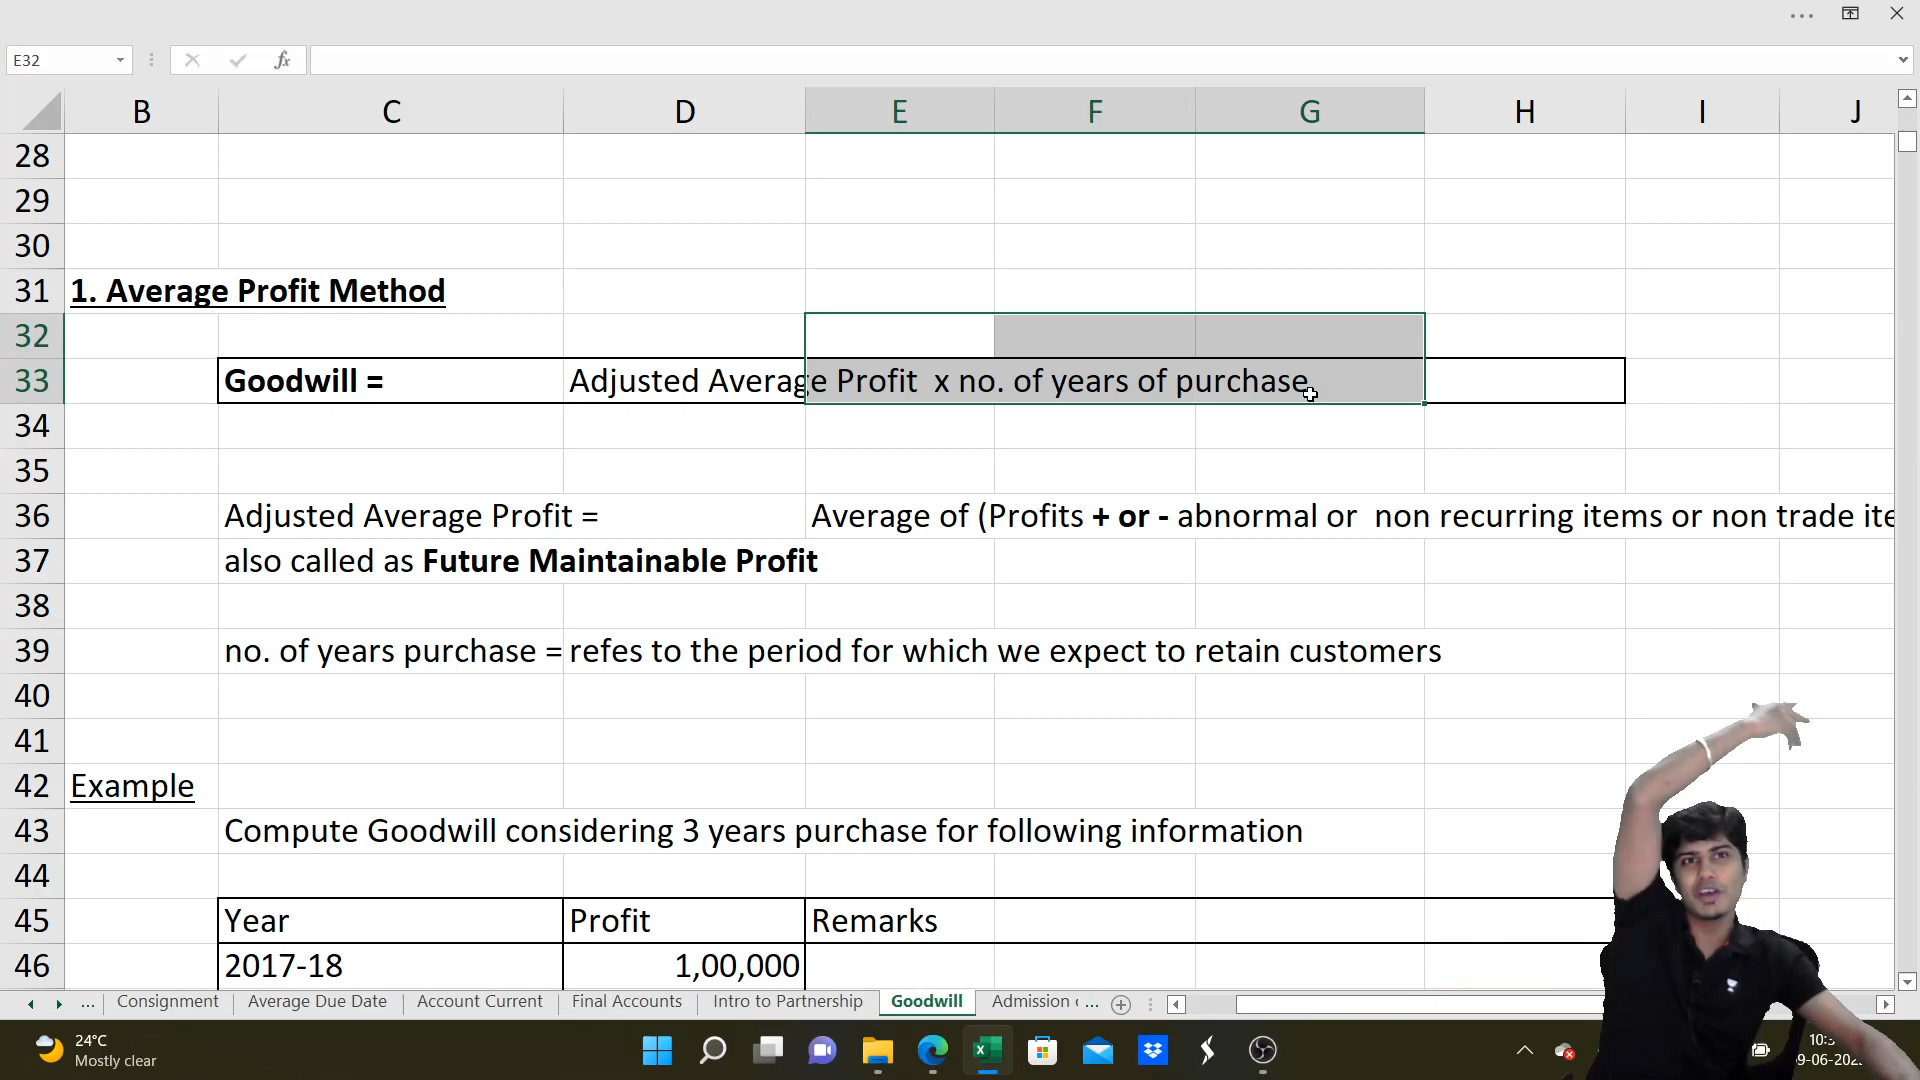 E32
fx
B C D E F G H I J
28
29
30
31 1. Average Profit Method
32
33 Goodwill = Adjusted Average Profit x no. of years of purchase
34
35
36 Adjusted Average Profit = Average of (Profits + or - abnormal or non recurring items or non trade ite
37 also called as Future Maintainable Profit
38
39 no. of years purchase = refes to the period for which we expect to retain customers
40
41
42 Example
43 Compute Goodwill considering 3 years purchase for following information
44
45 Year Profit Remarks
46 2017-18 1,00,000
... Consignment Average Due Date Account Current Final Accounts Intro to Partnership Goodwill Admission ...
24°C
Mostly clear